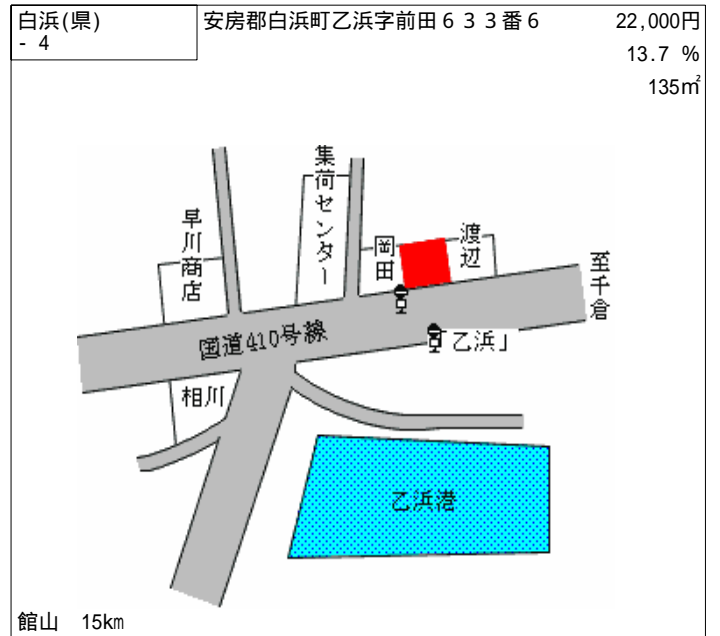 白浜(県)
- 4
安房郡白浜町乙浜字前田６３３番６
22,000円
13.7 %
135㎡
集荷センター
早川商店
岡田
渡辺
至千倉
国道410号線
「乙浜」
相川
乙浜港
館山 15km